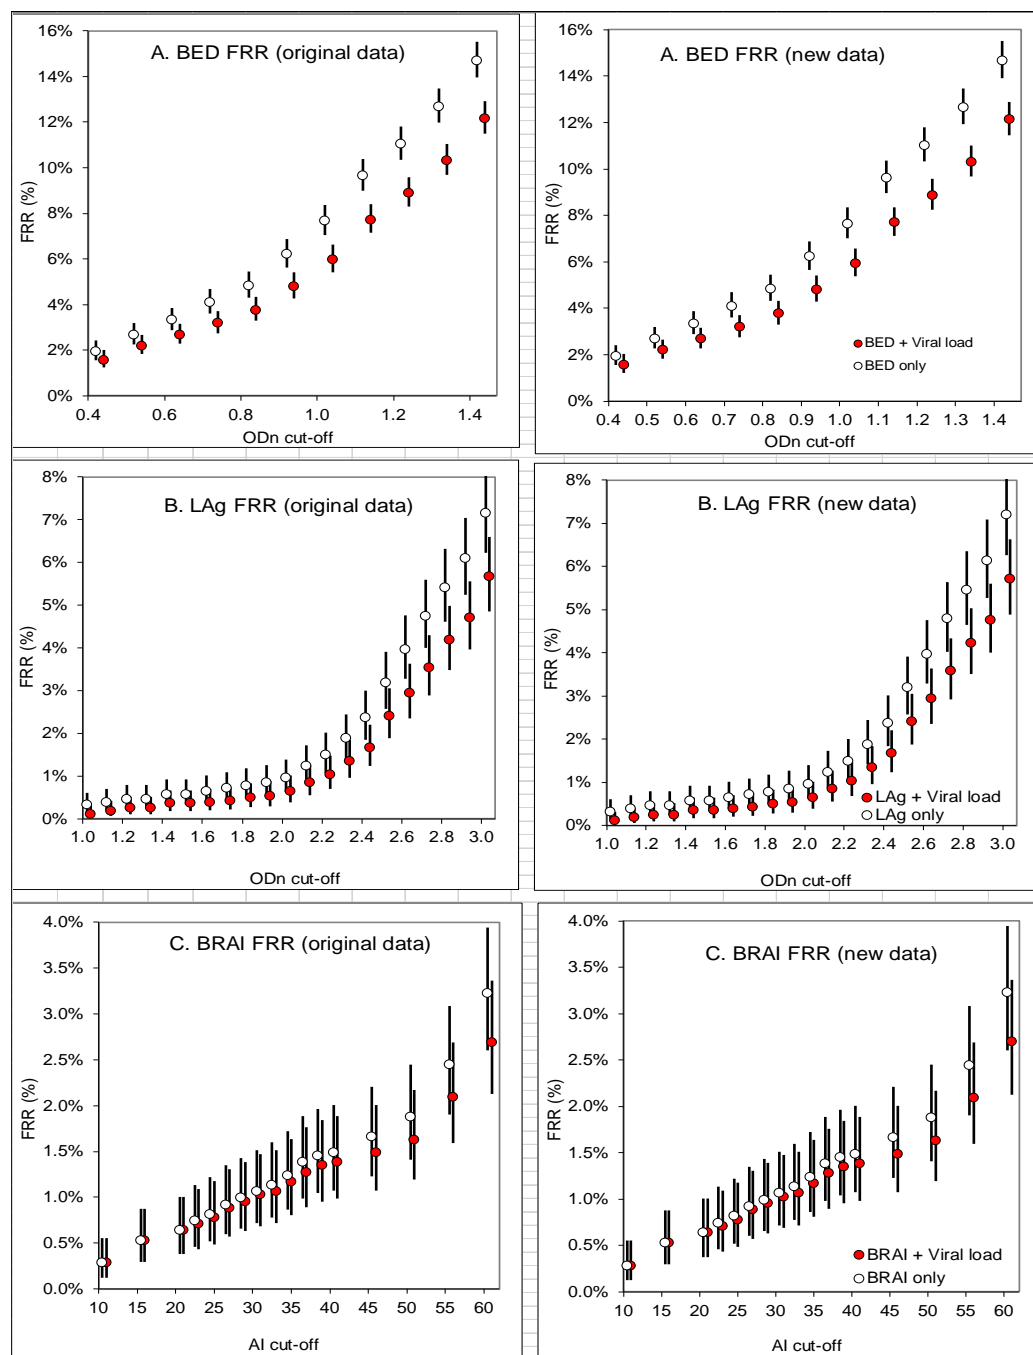 A. BED FRR (original data)
FRR (%)
16%
14%
12%
10%
8%
6%
4%
2%
0%
0.4 0.6 0.8 1.0 1.2 1.4
ODn cut-off
A. BED FRR (new data)
FRR (%)
16%
14%
12%
10%
8%
6%
4%
2%
0%
BED + Viral load
BED only
0.4 0.5 0.6 0.7 0.8 0.9 1.0 1.1 1.2 1.3 1.4
ODn cut-off
B. LAg FRR (original data)
FRR (%)
8%
7%
6%
5%
4%
3%
2%
1%
0%
1.0 1.2 1.4 1.6 1.8 2.0 2.2 2.4 2.6 2.8 3.0
ODn cut-off
B. LAg FRR (new data)
FRR (%)
8%
7%
6%
5%
4%
3%
2%
1%
0%
LAg + Viral load
LAg only
1.0 1.2 1.4 1.6 1.8 2.0 2.2 2.4 2.6 2.8 3.0
ODn cut-off
C. BRAI FRR (original data)
FRR (%)
4.0%
3.5%
3.0%
2.5%
2.0%
1.5%
1.0%
0.5%
0.0%
10 15 20 25 30 35 40 45 50 55 60
AI cut-off
C. BRAI FRR (new data)
FRR (%)
4.0%
3.5%
3.0%
2.5%
2.0%
1.5%
1.0%
0.5%
0.0%
BRAI + Viral load
BRAI only
10 15 20 25 30 35 40 45 50 55 60
AI cut-off